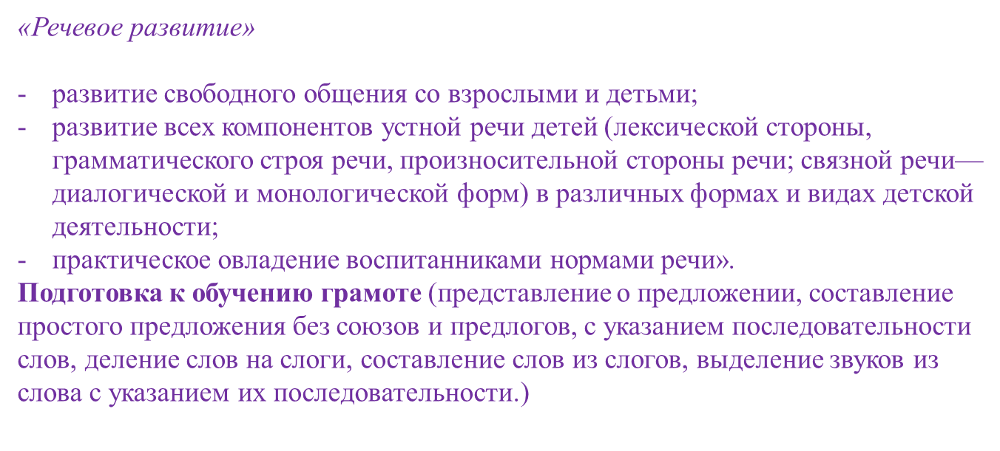 «Речевое развитие»
- развитие свободного общения со взрослыми и детьми;
- развитие всех компонентов устной речи детей (лексической стороны,
грамматического строя речи, произносительной стороны речи; связной речи—
диалогической и монологической форм) в различных формах и видах детской
деятельности;
- практическое овладение воспитанниками нормами речи».
Подготовка к обучению грамоте (представление о предложении, составление
простого предложения без союзов и предлогов, с указанием последовательности
слов, деление слов на слоги, составление слов из слогов, выделение звуков из
слова с указанием их последовательности.)